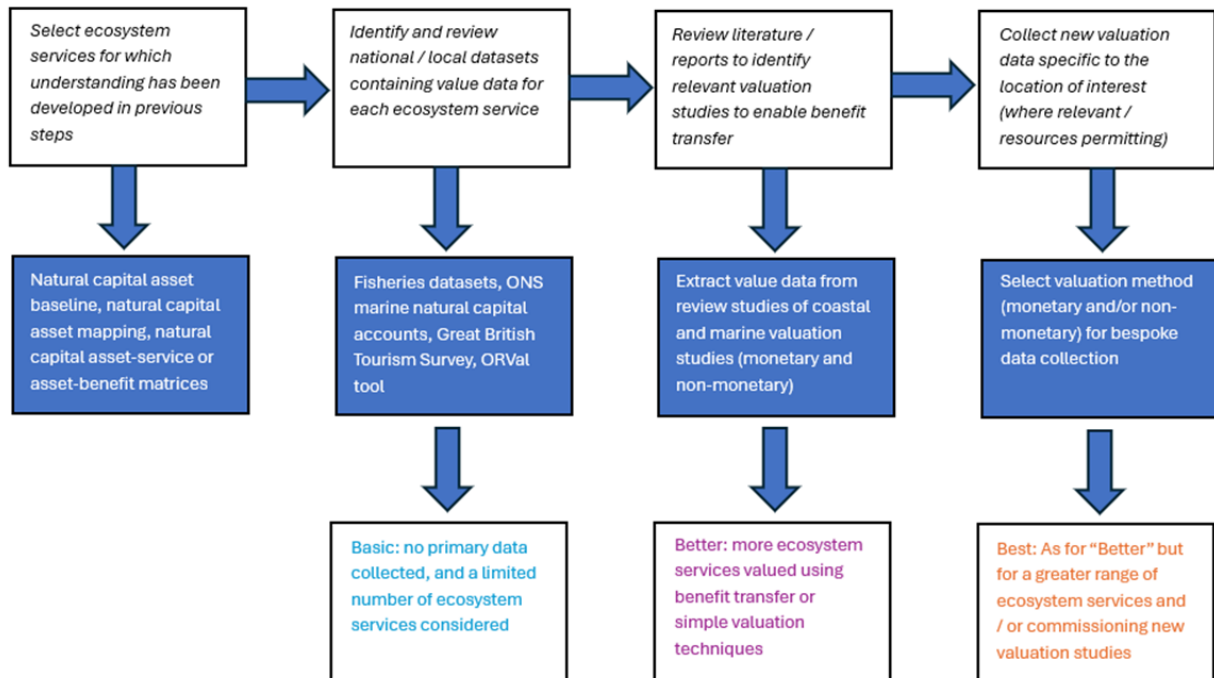 Select ecosystem
services for which
understanding has been
developed in previous
steps
Identify and review
national / local datasets
containing value data for
each ecosystem service
Review literature /
reports to identify
relevant valuation
studies to enable benefit
transfer
Collect new valuation
data specific to the
location of interest
(where relevant /
resources permitting)
Natural capital asset
baseline, natural capital
asset mapping, natural
capital asset-service or
asset-benefit matrices
Fisheries datasets, ONS
marine natural capital
accounts, Great British
Tourism Survey, ORVal
tool
Extract value data from
review studies of coastal
and marine valuation
studies (monetary and
non-monetary)
Select valuation method
(monetary and/or non-
monetary) for bespoke
data collection
Basic: no primary data
collected, and a limited
number of ecosystem
services considered
Better: more ecosystem
services valued using
benefit transfer or
simple valuation
techniques
Best: As for “Better” but
for a greater range of
ecosystem services and
/ or commissioning new
valuation studies